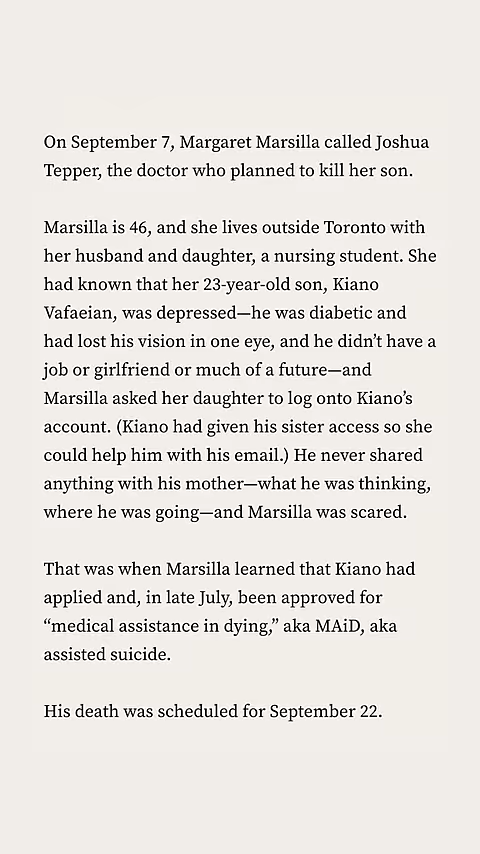 On September 7, Margaret Marsilla called Joshua
Tepper, the doctor who planned to kill her son.
Marsilla is 46, and she lives outside Toronto with
her husband and daughter, a nursing student. She
had known that her 23-year-old son, Kiano
Vafaeian, was depressed—he was diabetic and
had lost his vision in one eye, and he didn’t have a
job or girlfriend or much of a future—and
Marsilla asked her daughter to log onto Kiano’s
account. (Kiano had given his sister access so she
could help him with his email.) He never shared
anything with his mother—what he was thinking,
where he was going—and Marsilla was scared.
That was when Marsilla learned that Kiano had
applied and, in late July, been approved for
“medical assistance in dying,” aka MAiD, aka
assisted suicide.
His death was scheduled for September 22.